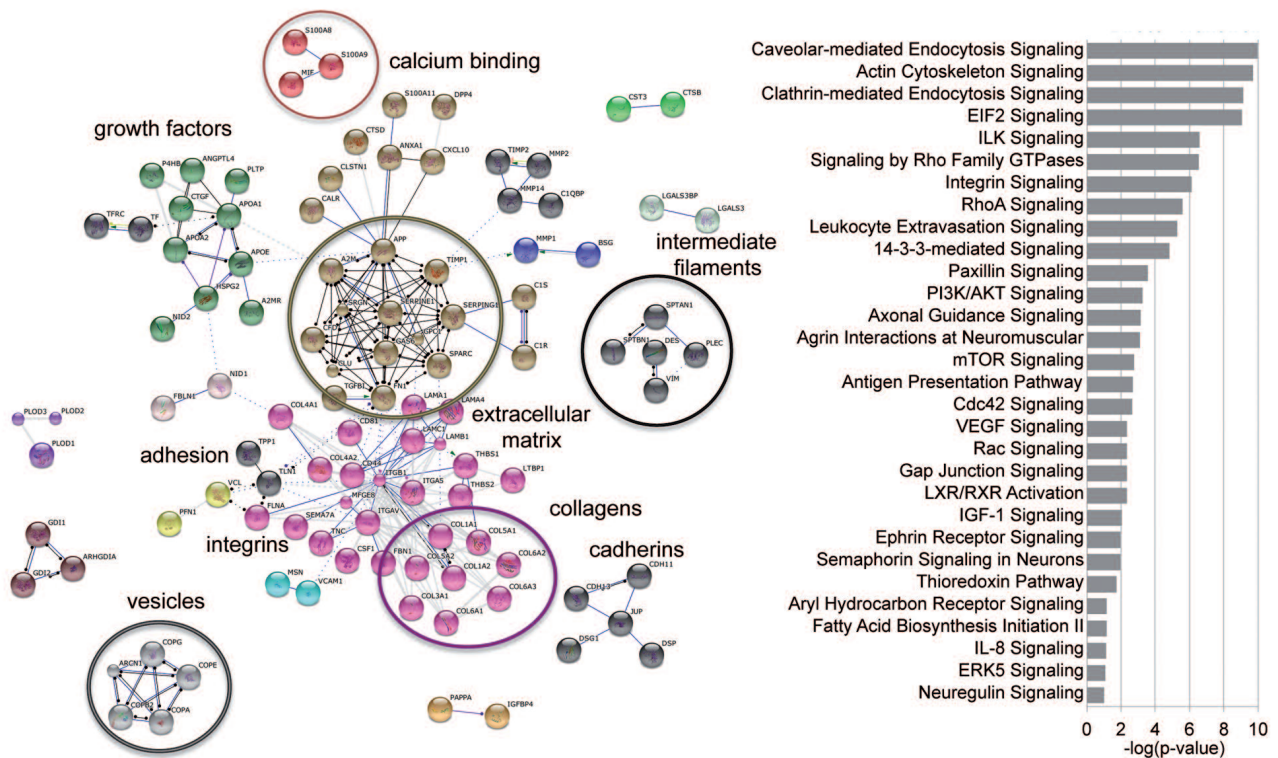 S100A8
S100A9
MIF
calcium binding
S100A11
DPP4
CST3
CTSB
growth factors
CTSD
ANXA1
CXCL10
P4HB
ANGPTL4
PLTP
CLSTN1
TIMP2
MMP2
CTGF
APOA1
CALR
MMP14
C1QBP
LGALS3BP
LGALS3
TFRC
TF
APOA2
APOE
APP
MMP1
BSG
intermediate
filaments
A2M
TIMP1
HSPG2
SRGN
SERPINE1
SERPING1
C1S
SPTAN1
NID2
A2MR
CFD
GPC1
GAS6
SPARC
C1R
SPTBN1
DES
PLEC
CLU
VIM
NID1
TGFBI
FN1
FBLN1
COL4A1
LAMA1
LAMA4
extracellular
matrix
PLOD3
PLOD2
PLOD1
CD81
LAMC1
LAMB1
adhesion
TPP1
COL4A2
CD44
THBS1
LTBP1
VCL
TLN1
ITGB1
ITGA5
THBS2
PFN1
FLNA
MFGE8
SEMA7A
ITGAV
collagens
integrins
TNC
COL1A1
COL5A1
GDI1
ARHGDIA
GDI2
CSF1
FBN1
COL5A2
COL1A2
COL6A2
cadherins
MSN
VCAM1
COL3A1
COL6A1
COL6A3
CDH13
CDH11
vesicles
JUP
DSG1
DSP
COPG
ARCN1
COPE
COPB2
COPA
PAPPA
IGFBP4
Caveolar-mediated Endocytosis Signaling
Actin Cytoskeleton Signaling
Clathrin-mediated Endocytosis Signaling
EIF2 Signaling
ILK Signaling
Signaling by Rho Family GTPases
Integrin Signaling
RhoA Signaling
Leukocyte Extravasation Signaling
14-3-3-mediated Signaling
Paxillin Signaling
PI3K/AKT Signaling
Axonal Guidance Signaling
Agrin Interactions at Neuromuscular
mTOR Signaling
Antigen Presentation Pathway
Cdc42 Signaling
VEGF Signaling
Rac Signaling
Gap Junction Signaling
LXR/RXR Activation
IGF-1 Signaling
Ephrin Receptor Signaling
Semaphorin Signaling in Neurons
Thioredoxin Pathway
Aryl Hydrocarbon Receptor Signaling
Fatty Acid Biosynthesis Initiation II
IL-8 Signaling
ERK5 Signaling
Neuregulin Signaling
0 2 4 6 8 10
-log(p-value)